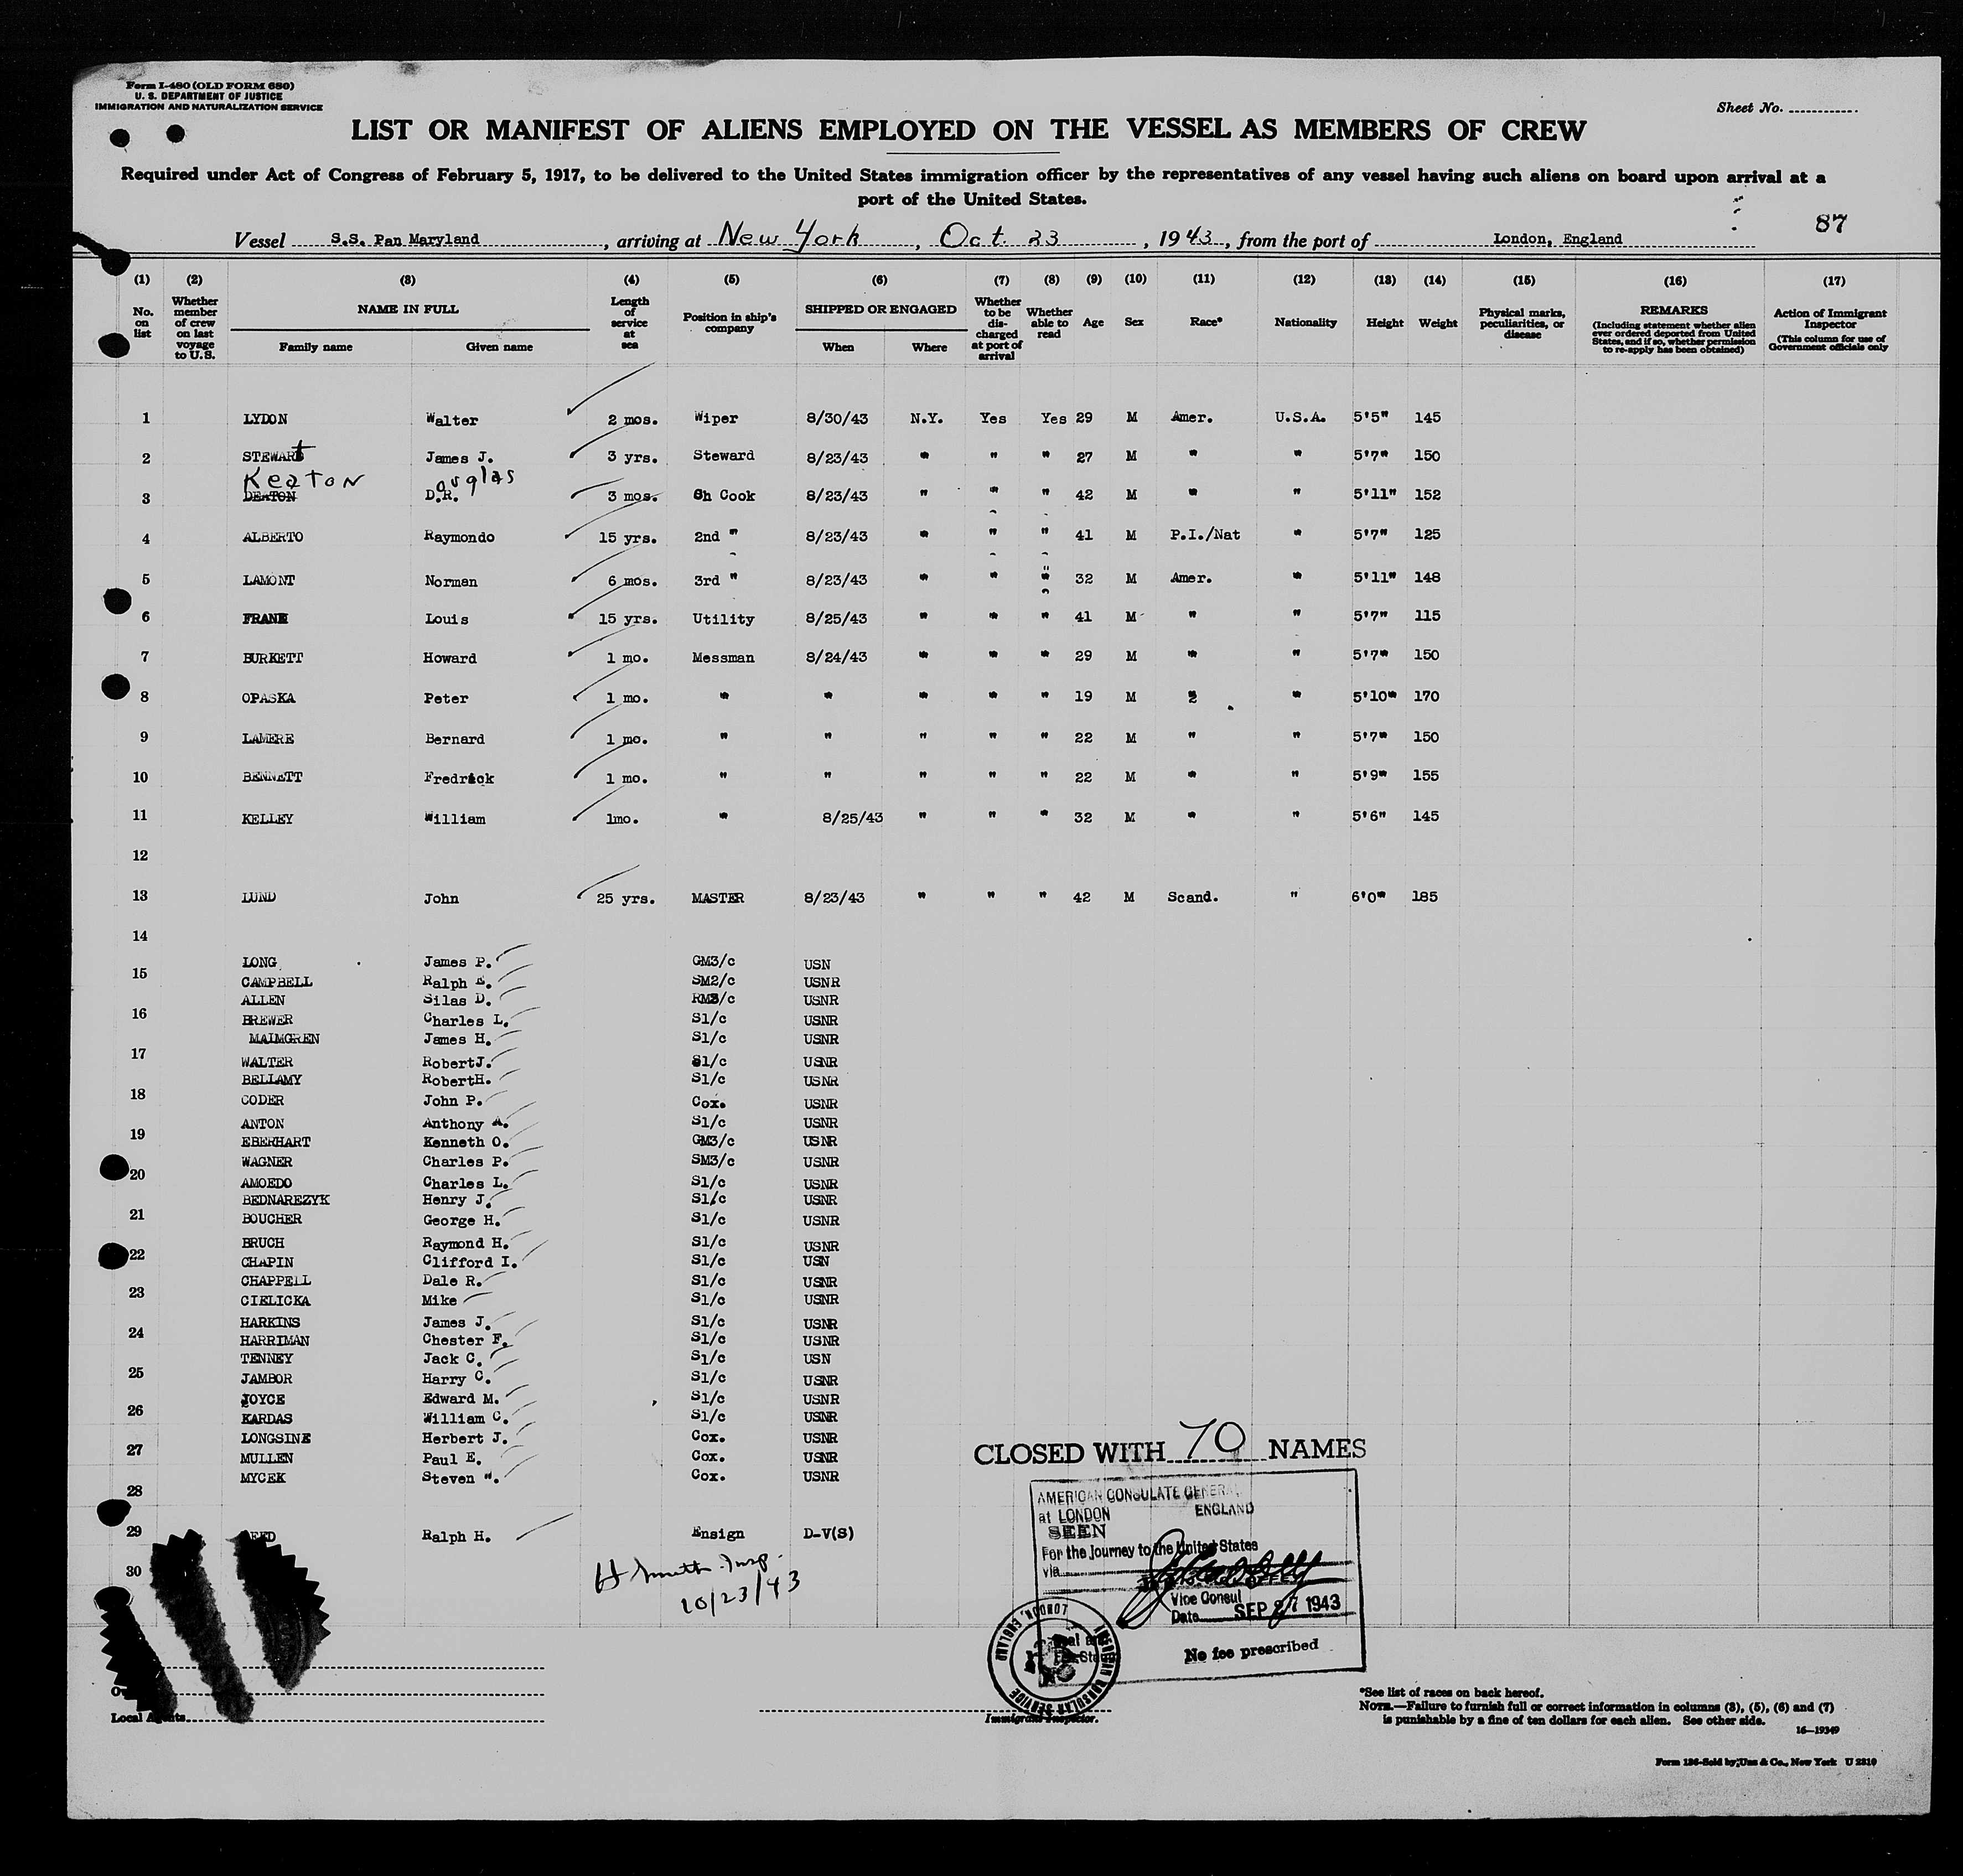 Form I-480 (OLD FORM 680)
U. S. DEPARTMENT OF JUSTICE
IMMIGRATION AND NATURALIZATION SERVICE
Sheet No.
LIST OR MANIFEST OF ALIENS EMPLOYED ON THE VESSEL AS MEMBERS OF CREW
Required under Act of Congress of February 5, 1917, to be delivered to the United States immigration officer by the representatives of any vessel having such aliens on board upon arrival at a
port of the United States.
87
Vessel S.S. Pan Maryland, arriving at New York, Oct. 23, 1943, from the port of London, England
(1) (2) (3) (4) (5) (6) (7) (8) (9) (10) (11) (12) (13) (14) (15) (16) (17)
No. on list
Whether member of crew on last voyage to U.S.
NAME IN FULL
Family name Given name
Length of service at sea
Position in ship's company
SHIPPED OR ENGAGED
When Where
Whether to be discharged at port of arrival
Whether able to read
Age
Sex
Race*
Nationality
Height
Weight
Physical marks, peculiarities, or disease
REMARKS
(Including statement whether alien ever ordered deported from United States, and if so, whether permission to re-apply has been obtained)
Action of Immigrant Inspector
(This column for use of Government officials only
1 LYDON Walter 2 mos. Wiper 8/30/43 N.Y. Yes Yes 29 M Amer. U.S.A. 5'5" 145
2 STEWART James J. 3 yrs. Steward 8/23/43 " " " 27 M " " 5'7" 150
Keaton ouglas
3 DEATON D.R. 3 mos. Ch Cook 8/23/43 " " " 42 M " " 5'11" 152
4 ALBERTO Raymondo 15 yrs. 2nd " 8/23/43 " " " 41 M P.I./Nat " 5'7" 125
5 LAMONT Norman 6 mos. 3rd " 8/23/43 " " " 32 M Amer. " 5'11" 148
6 FRANK Louis 15 yrs. Utility 8/25/43 " " " 41 M " " 5'7" 115
7 BURKETT Howard 1 mo. Messman 8/24/43 " " " 29 M " " 5'7" 150
8 OPASKA Peter 1 mo. " " " " " 19 M " " 5'10" 170
9 LAMERE Bernard 1 mo. " " " " " 22 M " " 5'7" 150
10 BENNETT Fredrick 1 mo. " " " " " 22 M " " 5'9" 155
11 KELLEY William 1mo. " 8/25/43 " " " 32 M " " 5'6" 145
12
13 LUND John 25 yrs. MASTER 8/23/43 " " " 42 M Scand. " 6'0" 185
14
LONG James P. GM3/c USN
15
CAMPBELL Ralph E. SM2/c USNR
ALLEN Silas D. RM3/c USNR
16
BREWER Charles L. S1/c USNR
MALMGREN James H. S1/c USNR
17
WALTER RobertJ. S1/c USNR
BELLAMY RobertH. S1/c USNR
18
CODER John P. Cox. USNR
ANTON Anthony A. S1/c USNR
19
EBERHART Kenneth O. GM3/c USNR
WAGNER Charles P. SM3/c USNR
20
AMOEDO Charles L. S1/c USNR
BEDNAREZYK Henry J. S1/c USNR
21
BOUCHER George H. S1/c USNR
BRUCH Raymond H. S1/c USNR
22
CHAPIN Clifford I. S1/c USN
CHAPPELL Dale R. S1/c USNR
23
CIELICKA Mike S1/c USNR
HARKINS James J. S1/c USNR
24
HARRIMAN Chester F. S1/c USNR
TENNEY Jack C. S1/c USN
25
JAMBOR Harry C. S1/c USNR
JOYCE Edward M. S1/c USNR
26
KARDAS William C. S1/c USNR
LONGSINE Herbert J. Cox. USNR
27
MULLEN Paul E. Cox. USNR
MYCEK Steven W. Cox. USNR
28
29 Ralph H. Ensign D-V(S)
30
CLOSED WITH 70 NAMES
AMERICAN CONSULATE GENERAL
at LONDON ENGLAND
SEEN
For the journey to the United States
via
Vice Consul
Date SEP 27 1943
No fee prescribed
H Smith Insp.
10/23/43
LONDON, ENGLAND
AMERICAN CONSULAR SERVICE
Local Agents
Immigrant Inspector.
*See list of races on back hereof.
NOTE.—Failure to furnish full or correct information in columns (3), (5), (6) and (7)
is punishable by a fine of ten dollars for each alien. See other side.
16—19349
Form 136-Sold by Unz & Co., New York U 2310